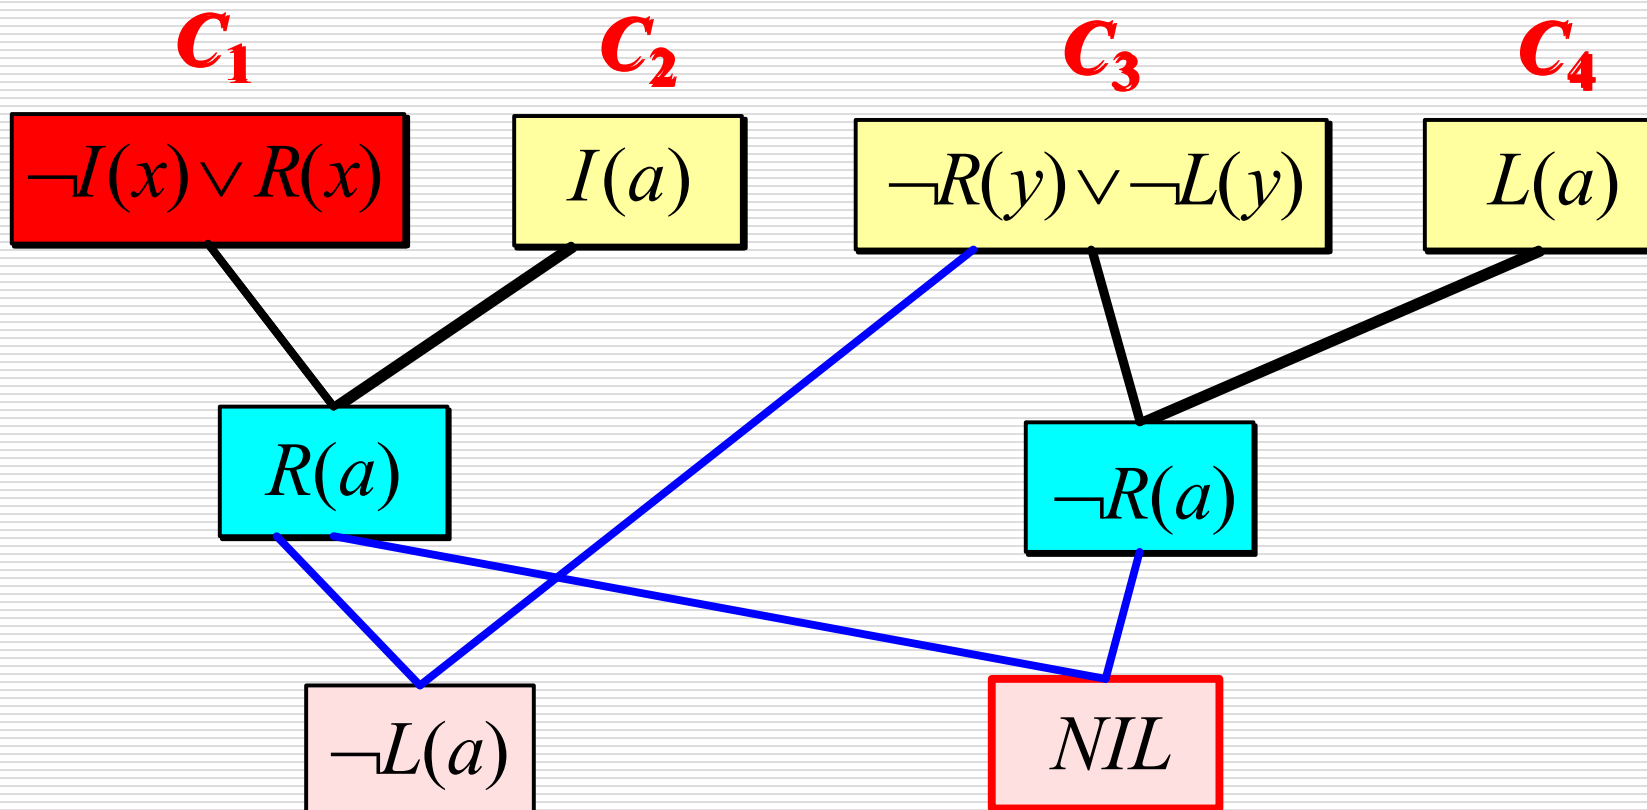 C₁ C₂ C₃ C₄
¬I(x)∨R(x) I(a) ¬R(y)∨¬L(y) L(a)
R(a) ¬R(a)
¬L(a) NIL